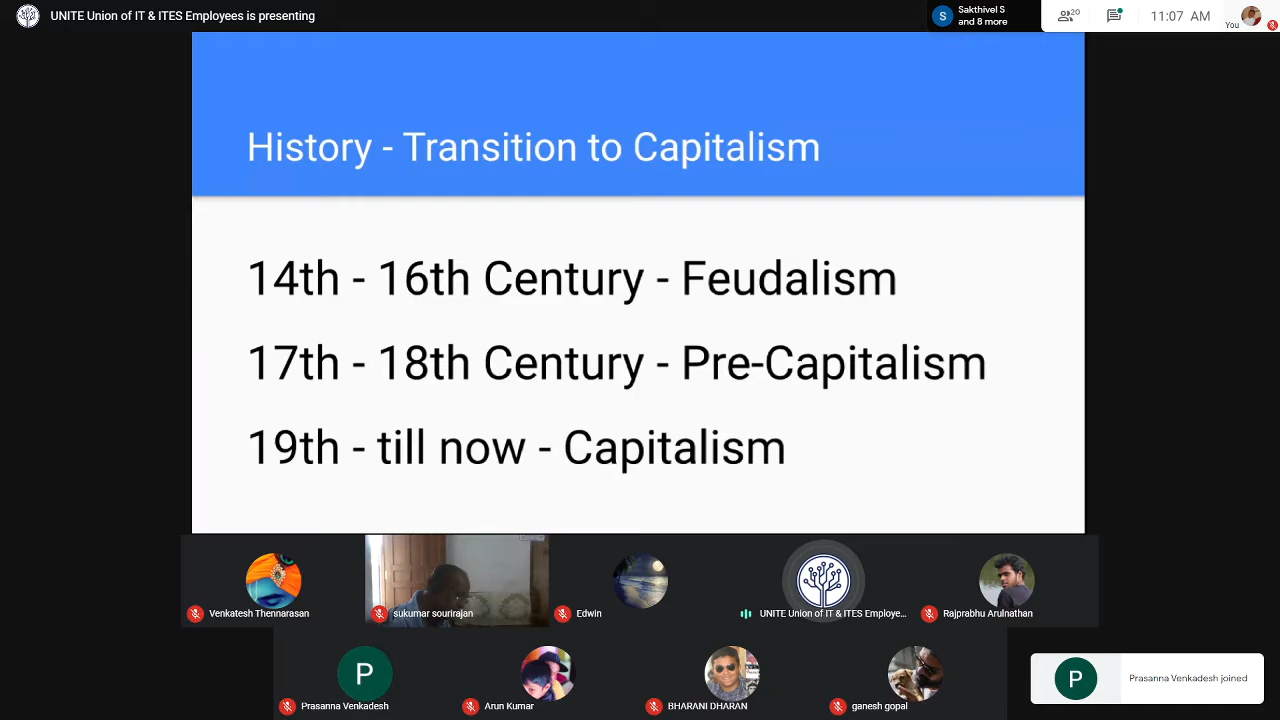 UNITE Union of IT & ITES Employees is presenting
S
Sakthivel S
and 8 more
20
11:07 AM
You
History - Transition to Capitalism
14th - 16th Century - Feudalism
17th - 18th Century - Pre-Capitalism
19th - till now - Capitalism
Venkatesh Thennarasan
sukumar sourirajan
Edwin
UNITE Union of IT & ITES Employe...
Rajprabhu Arulnathan
P
Prasanna Venkadesh
Arun Kumar
BHARANI DHARAN
ganesh gopal
P
Prasanna Venkadesh joined